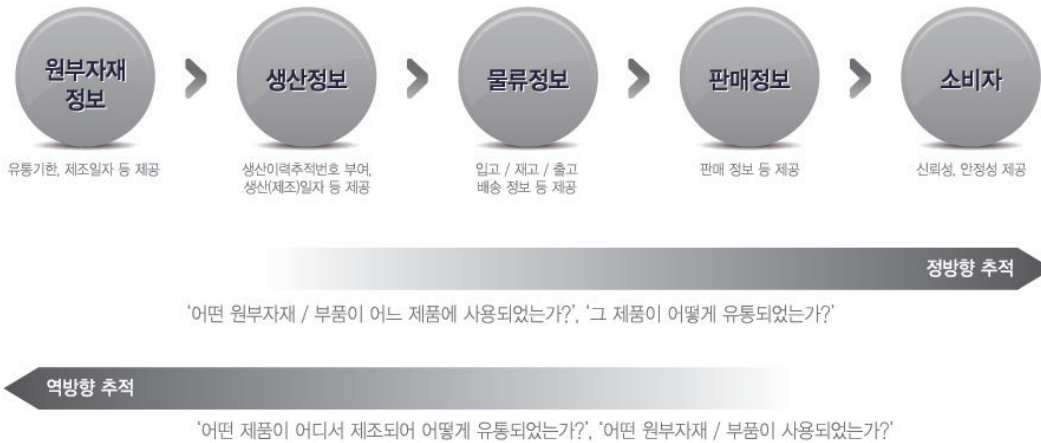 원부자재
정보
생산정보
물류정보
판매정보
소비자
유통기한, 제조일자 등 제공
생산이력추적번호 부여,
생산(제조)일자 등 제공
입고 / 재고 / 출고
배송 정보 등 제공
판매 정보 등 제공
신뢰성, 안정성 제공
정방향 추적
‘어떤 원부자재 / 부품이 어느 제품에 사용되었는가?’, ‘그 제품이 어떻게 유통되었는가?’
역방향 추적
‘어떤 제품이 어디서 제조되어 어떻게 유통되었는가?’, ‘어떤 원부자재 / 부품이 사용되었는가?’